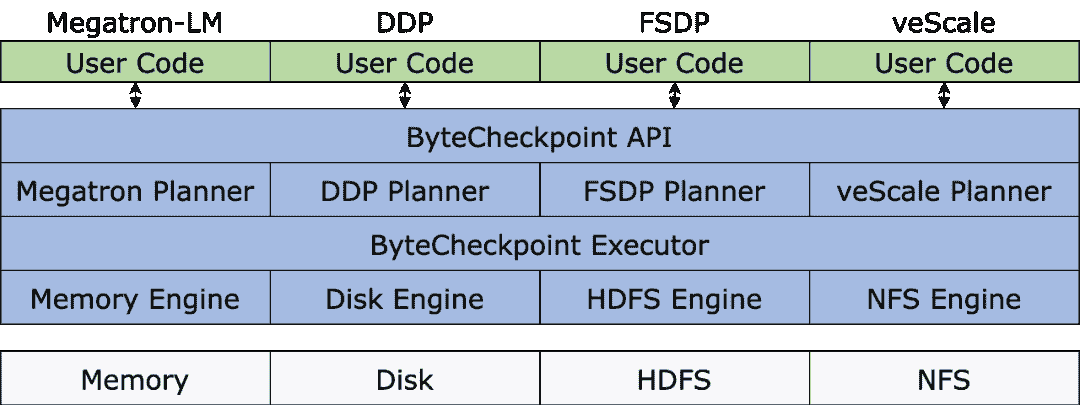 Megatron-LM DDP FSDP veScale
User Code User Code User Code User Code
ByteCheckpoint API
Megatron Planner DDP Planner FSDP Planner veScale Planner
ByteCheckpoint Executor
Memory Engine Disk Engine HDFS Engine NFS Engine
Memory Disk HDFS NFS